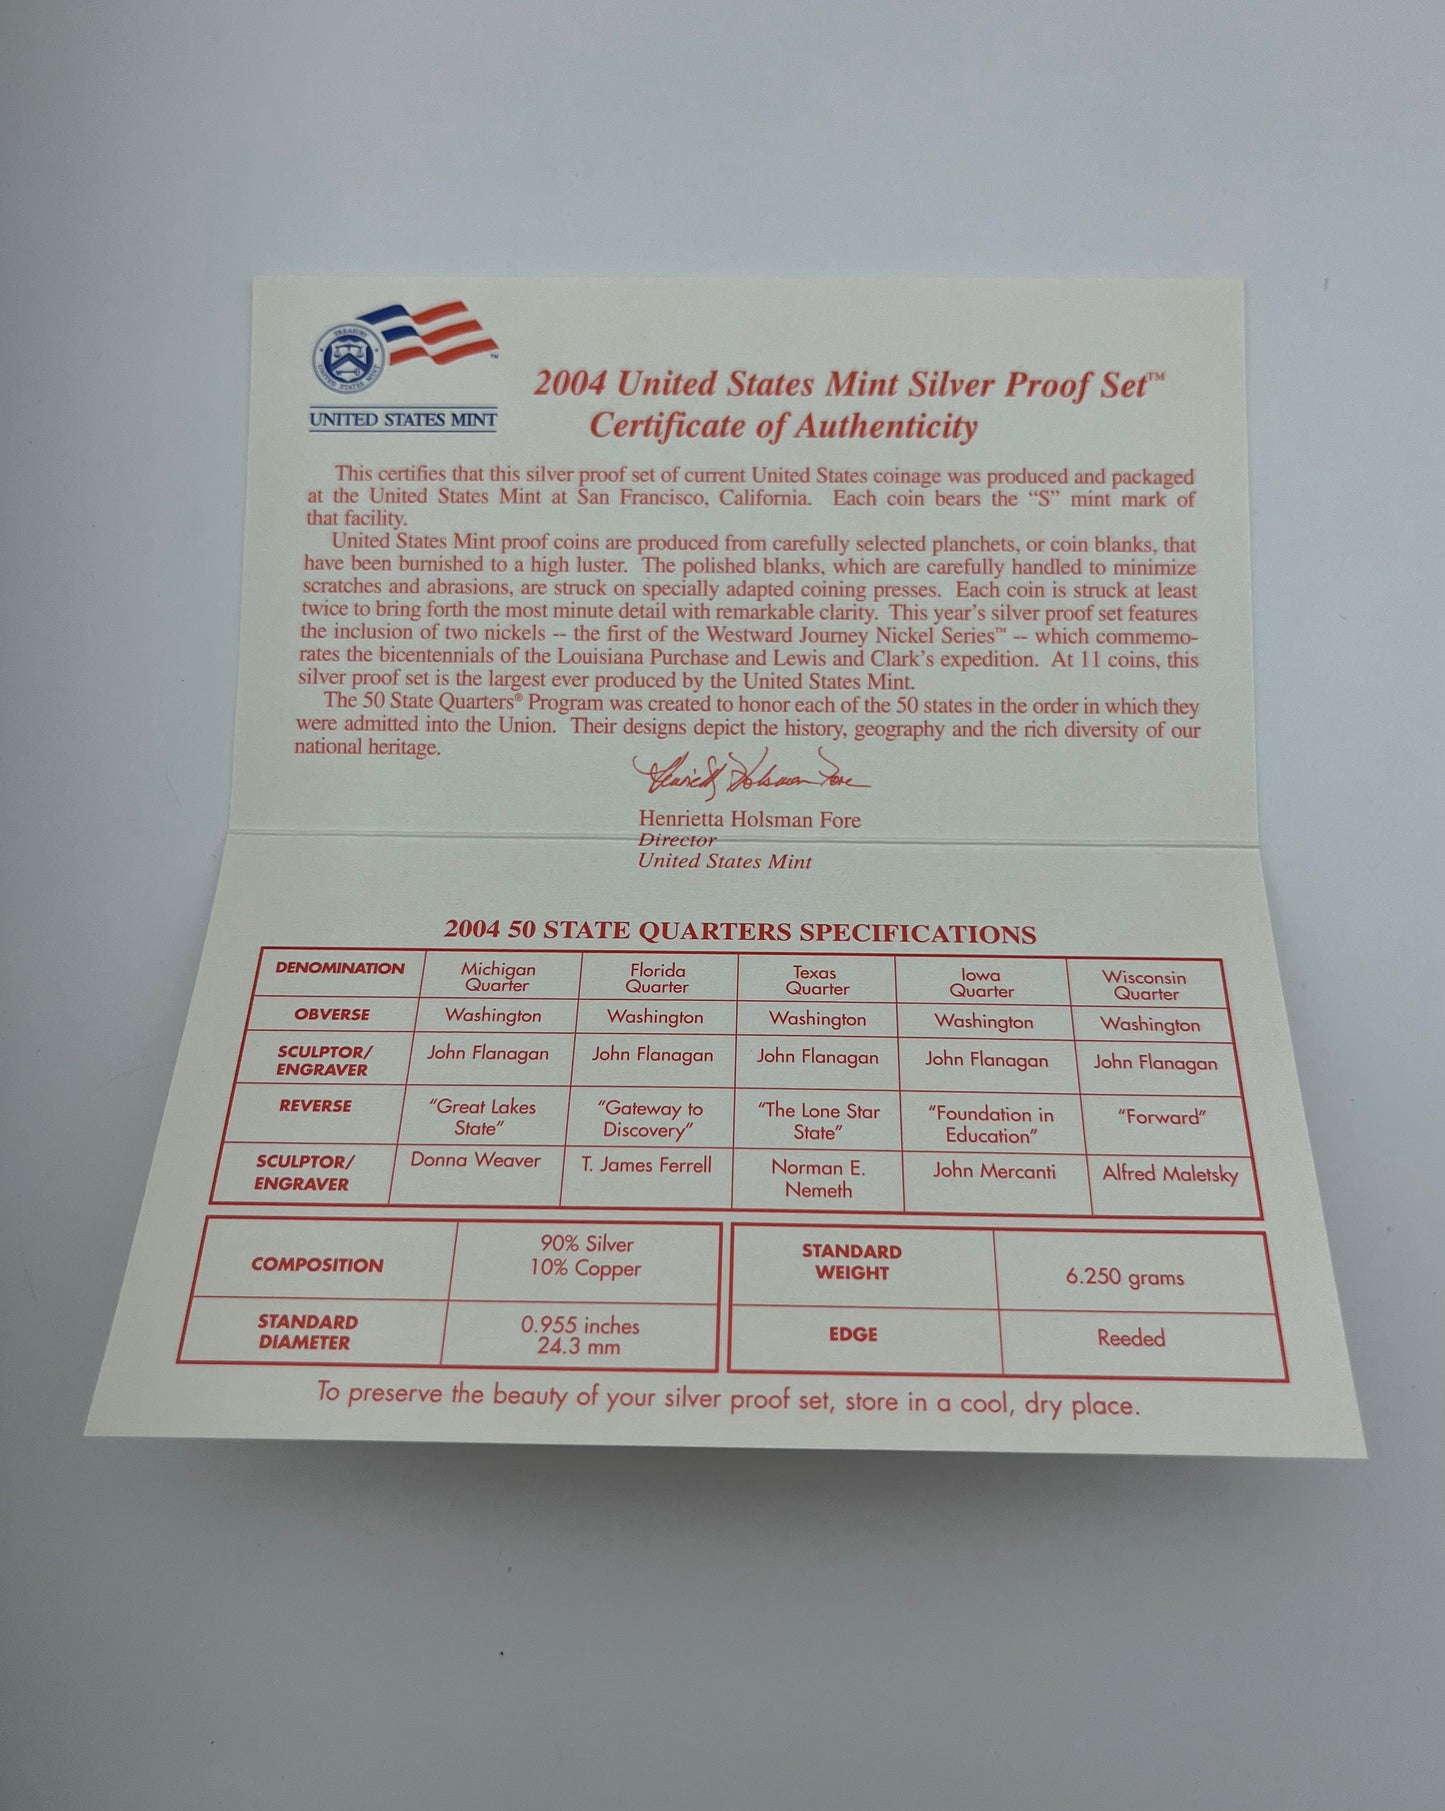 TREASURY
UNITED STATES MINT
™
UNITED STATES MINT
2004 United States Mint Silver Proof Set™
Certificate of Authenticity
This certifies that this silver proof set of current United States coinage was produced and packaged
at the United States Mint at San Francisco, California. Each coin bears the “S” mint mark of
that facility.
United States Mint proof coins are produced from carefully selected planchets, or coin blanks, that
have been burnished to a high luster. The polished blanks, which are carefully handled to minimize
scratches and abrasions, are struck on specially adapted coining presses. Each coin is struck at least
twice to bring forth the most minute detail with remarkable clarity. This year’s silver proof set features
the inclusion of two nickels -- the first of the Westward Journey Nickel Series™ -- which commemo-
rates the bicentennials of the Louisiana Purchase and Lewis and Clark’s expedition. At 11 coins, this
silver proof set is the largest ever produced by the United States Mint.
The 50 State Quarters® Program was created to honor each of the 50 states in the order in which they
were admitted into the Union. Their designs depict the history, geography and the rich diversity of our
national heritage.
Henrietta Holsman Fore
Henrietta Holsman Fore
Director
United States Mint
2004 50 STATE QUARTERS SPECIFICATIONS
DENOMINATION Michigan Quarter Florida Quarter Texas Quarter Iowa Quarter Wisconsin Quarter
OBVERSE Washington Washington Washington Washington Washington
SCULPTOR/ ENGRAVER John Flanagan John Flanagan John Flanagan John Flanagan John Flanagan
REVERSE “Great Lakes State” “Gateway to Discovery” “The Lone Star State” “Foundation in Education” “Forward”
SCULPTOR/ ENGRAVER Donna Weaver T. James Ferrell Norman E. Nemeth John Mercanti Alfred Maletsky
COMPOSITION 90% Silver 10% Copper STANDARD WEIGHT 6.250 grams
STANDARD DIAMETER 0.955 inches 24.3 mm EDGE Reeded
To preserve the beauty of your silver proof set, store in a cool, dry place.